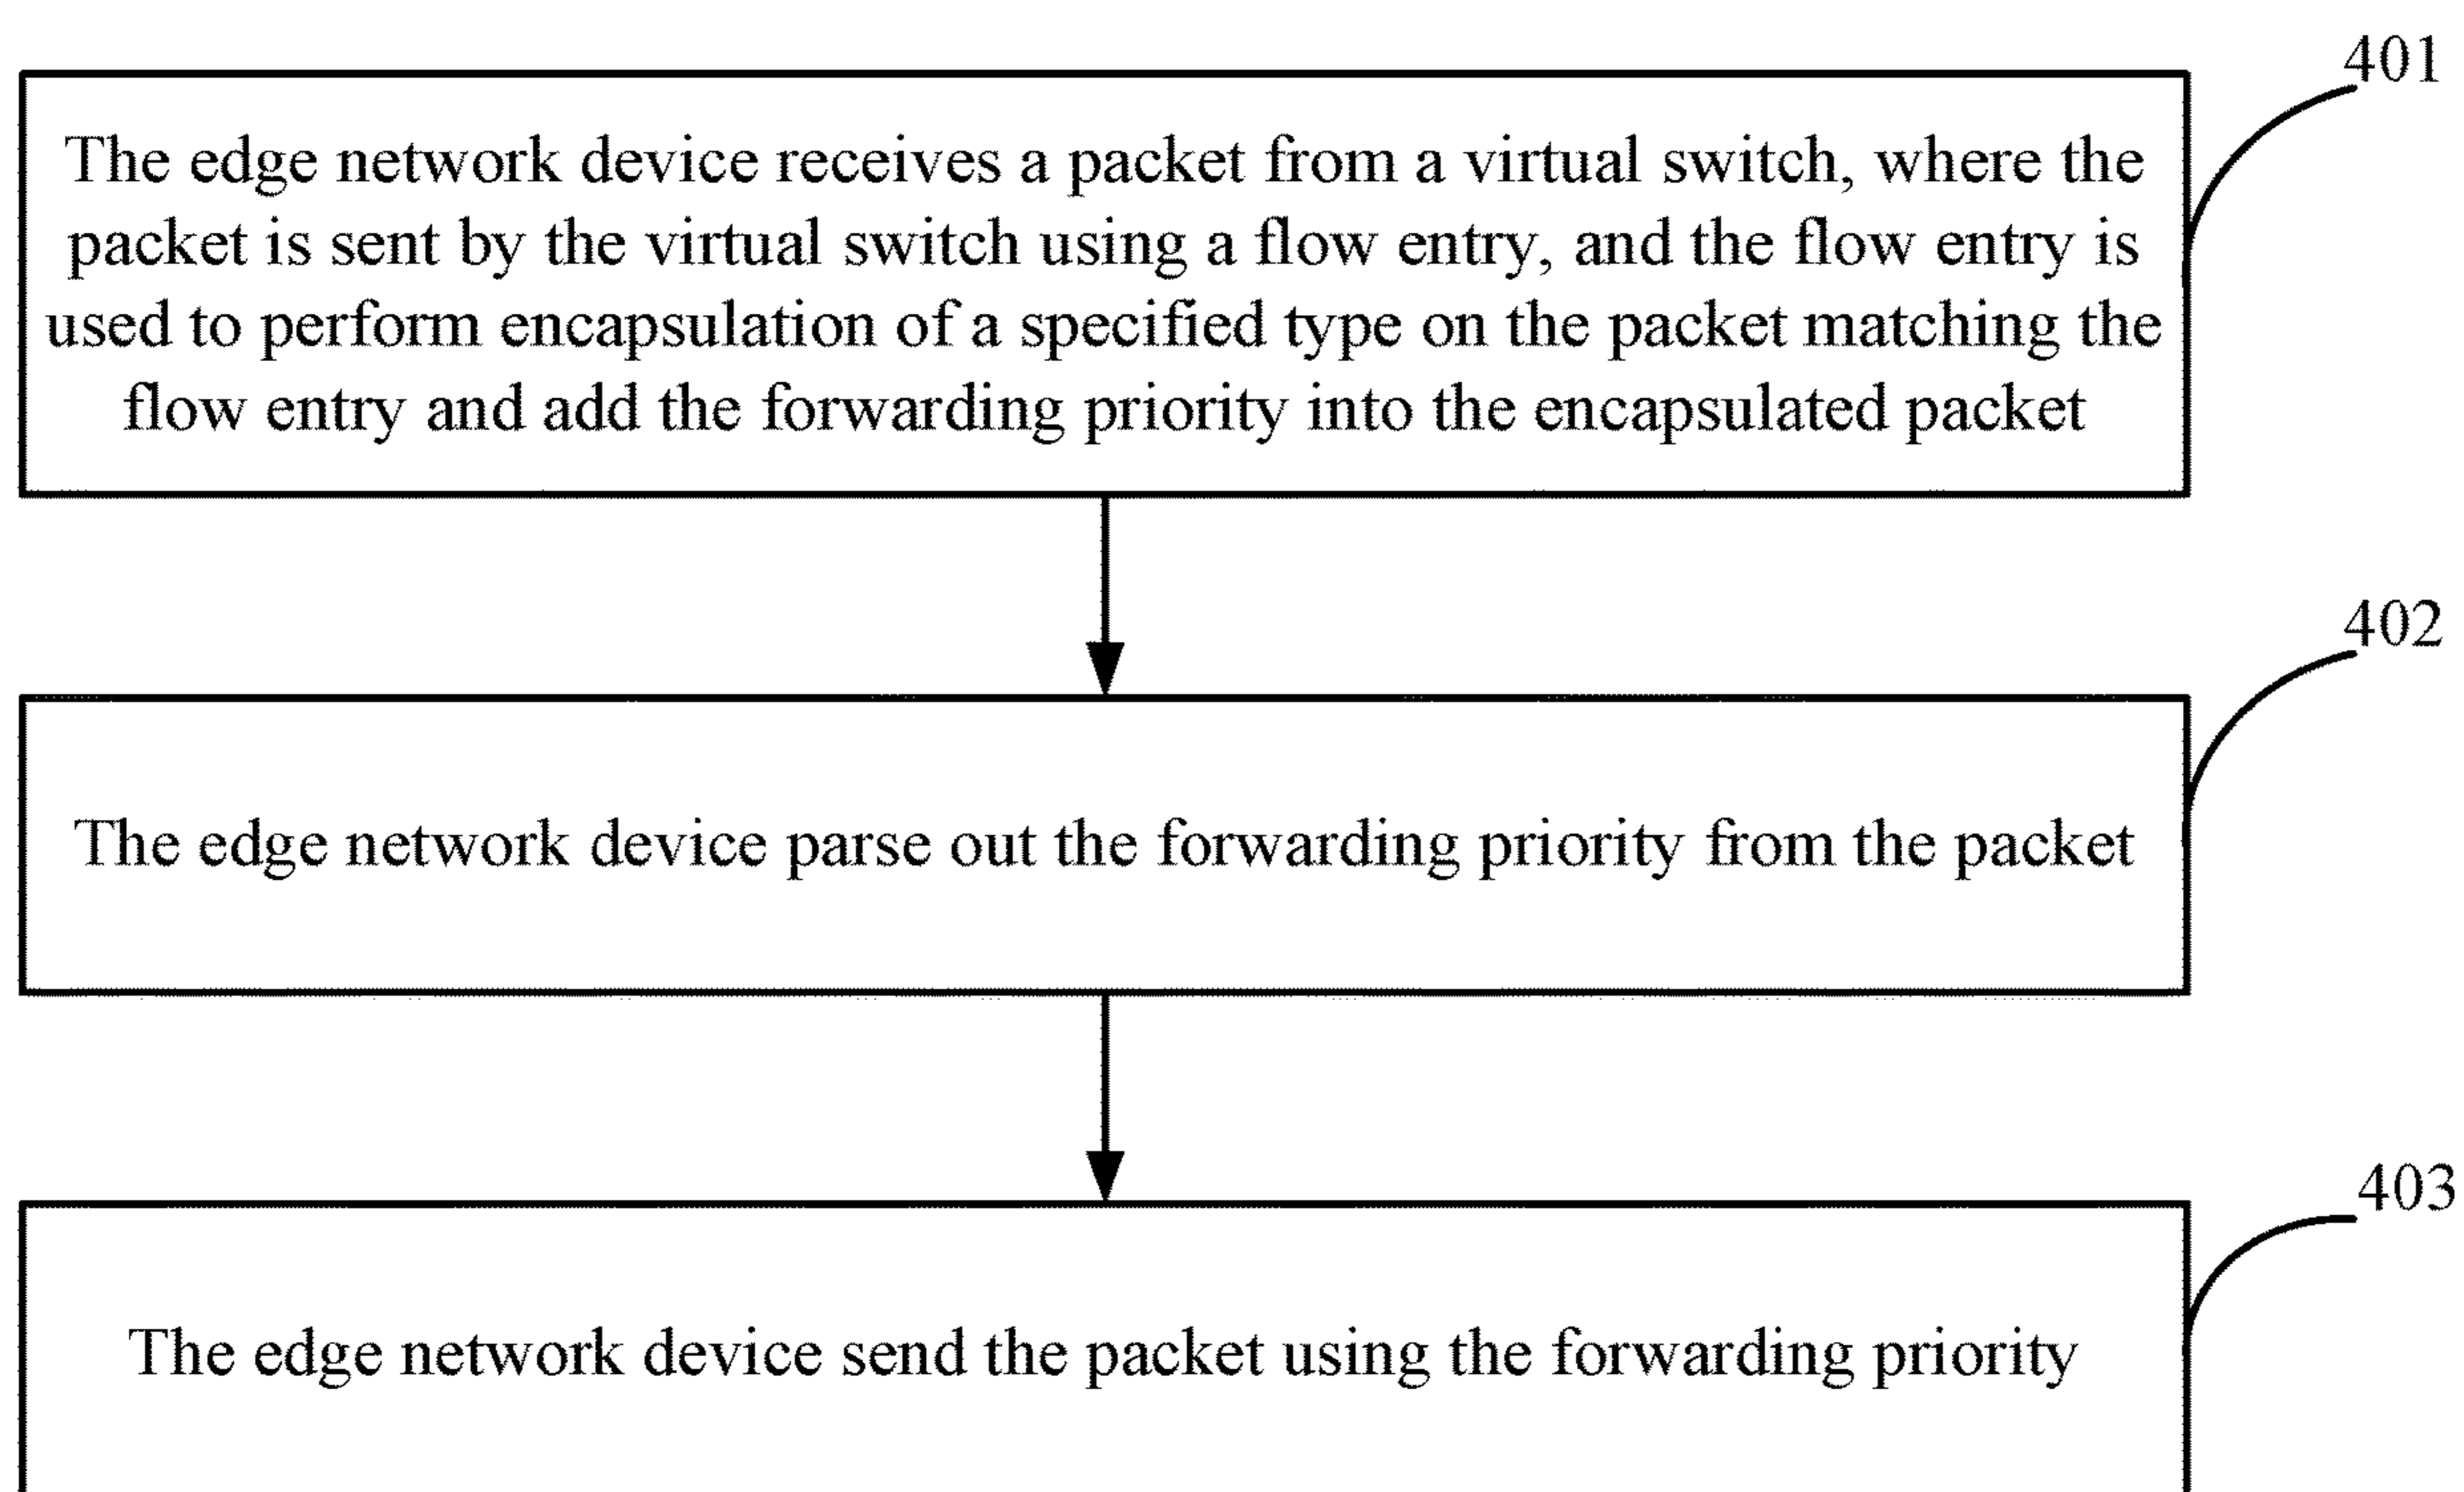 401
The edge network device receives a packet from a virtual switch, where the
packet is sent by the virtual switch using a flow entry, and the flow entry is
used to perform encapsulation of a specified type on the packet matching the
flow entry and add the forwarding priority into the encapsulated packet
402
The edge network device parse out the forwarding priority from the packet
403
The edge network device send the packet using the forwarding priority